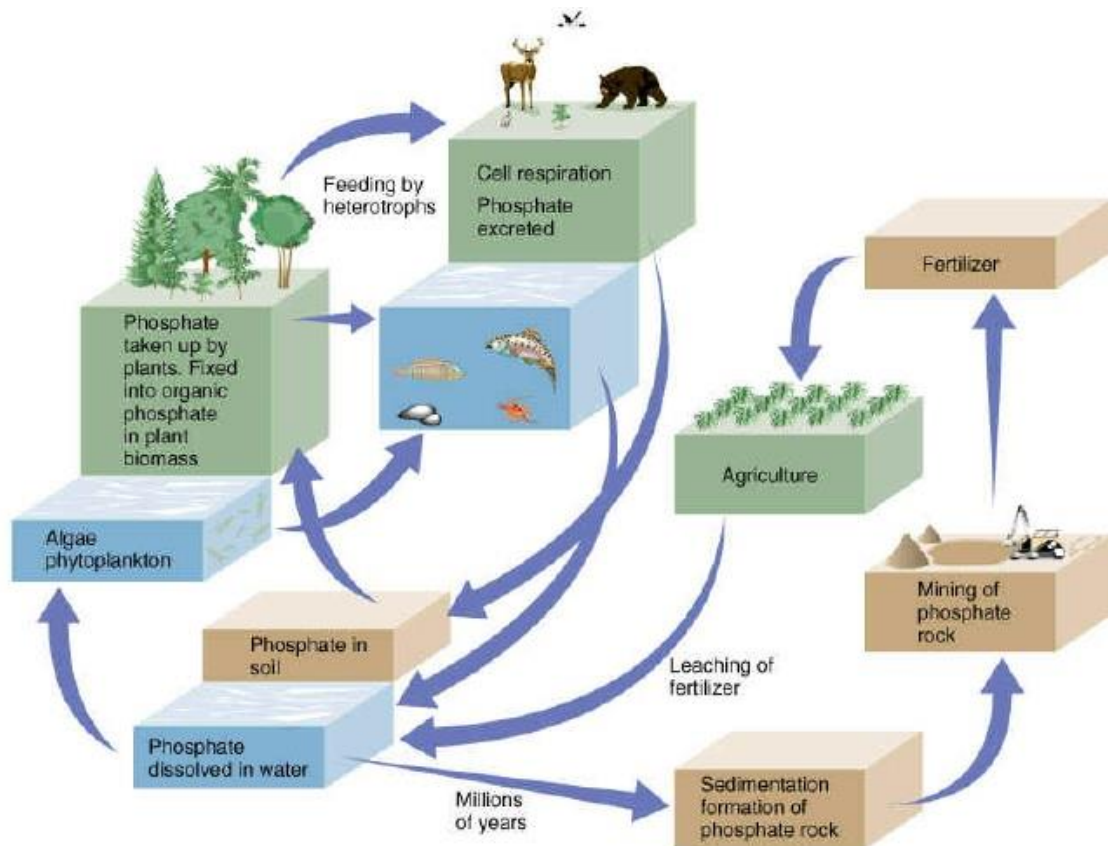 Feeding by
heterotrophs
Cell respiration
Phosphate
excreted
Fertilizer
Phosphate
taken up by
plants. Fixed
into organic
phosphate
in plant
biomass
Agriculture
Algae
phytoplankton
Mining of
phosphate
rock
Phosphate in
soil
Leaching of
fertilizer
Phosphate
dissolved in water
Millions
of years
Sedimentation
formation of
phosphate rock